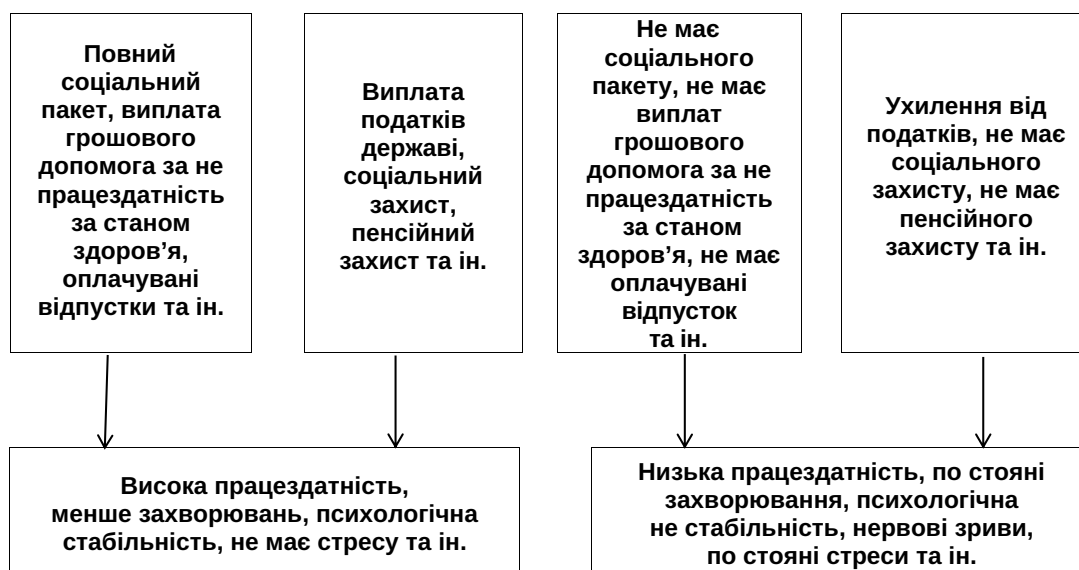 Повний
соціальний
пакет, виплата
грошового
допомога за не
працездатність
за станом
здоров’я,
оплачувані
відпустки та ін.
Виплата
податків
державі,
соціальний
захист,
пенсійний
захист та ін.
Не має
соціального
пакету, не має
виплат
грошового
допомога за не
працездатність
за станом
здоров’я, не має
оплачувані
відпусток
та ін.
Ухилення від
податків, не має
соціального
захисту, не має
пенсійного
захисту та ін.
Висока працездатність,
менше захворювань, психологічна
стабільність, не має стресу та ін.
Низька працездатність, по стояні
захворювання, психологічна
не стабільність, нервові зриви,
по стояні стреси та ін.